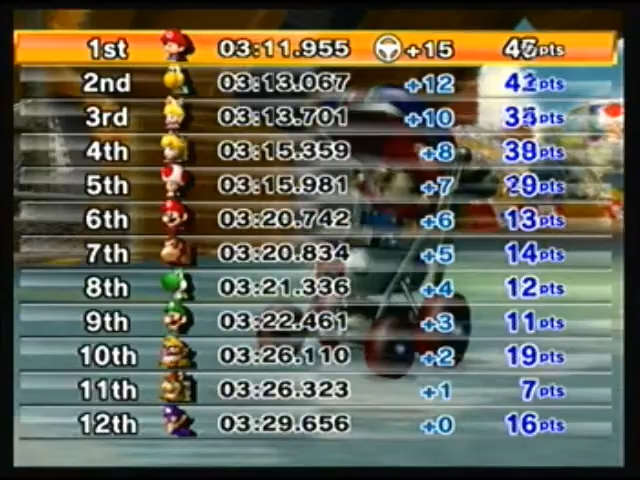 1st 03:11.955 +15 pts
2nd 03:13.067 +12 pts
3rd 03:13.701 +10 pts
4th 03:15.359 +8 38pts
5th 03:15.981 +7 29pts
6th 03:20.742 +6 13pts
7th 03:20.834 +5 14pts
8th 03:21.336 +4 12pts
9th 03:22.461 +3 11pts
10th 03:26.110 +2 19pts
11th 03:26.323 +1 7pts
12th 03:29.656 +0 16pts